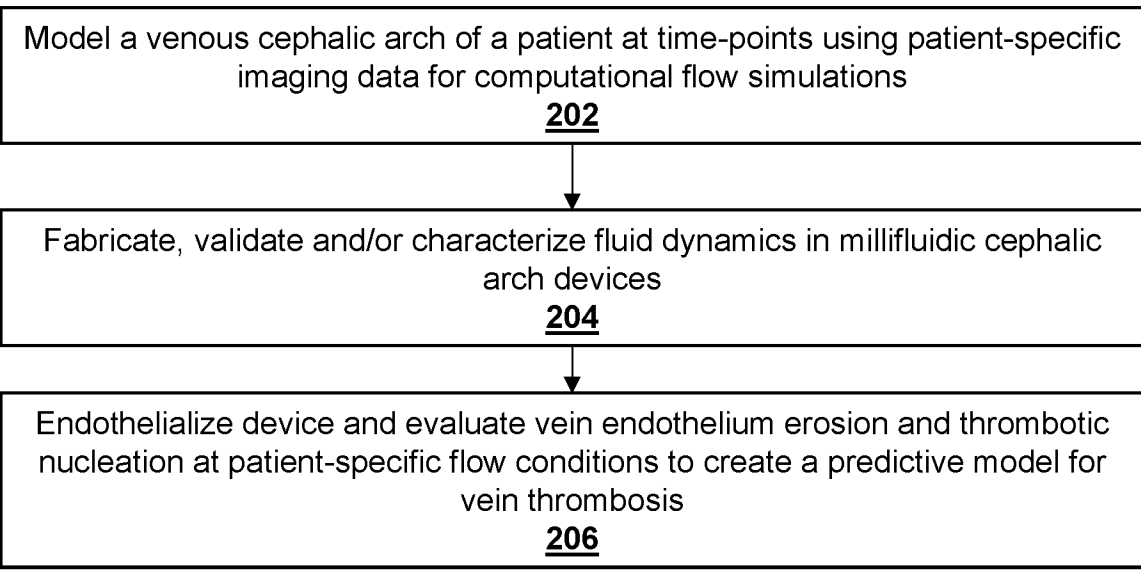 Model a venous cephalic arch of a patient at time-points using patient-specific
imaging data for computational flow simulations
202
Fabricate, validate and/or characterize fluid dynamics in millifluidic cephalic
arch devices
204
Endothelialize device and evaluate vein endothelium erosion and thrombotic
nucleation at patient-specific flow conditions to create a predictive model for
vein thrombosis
206